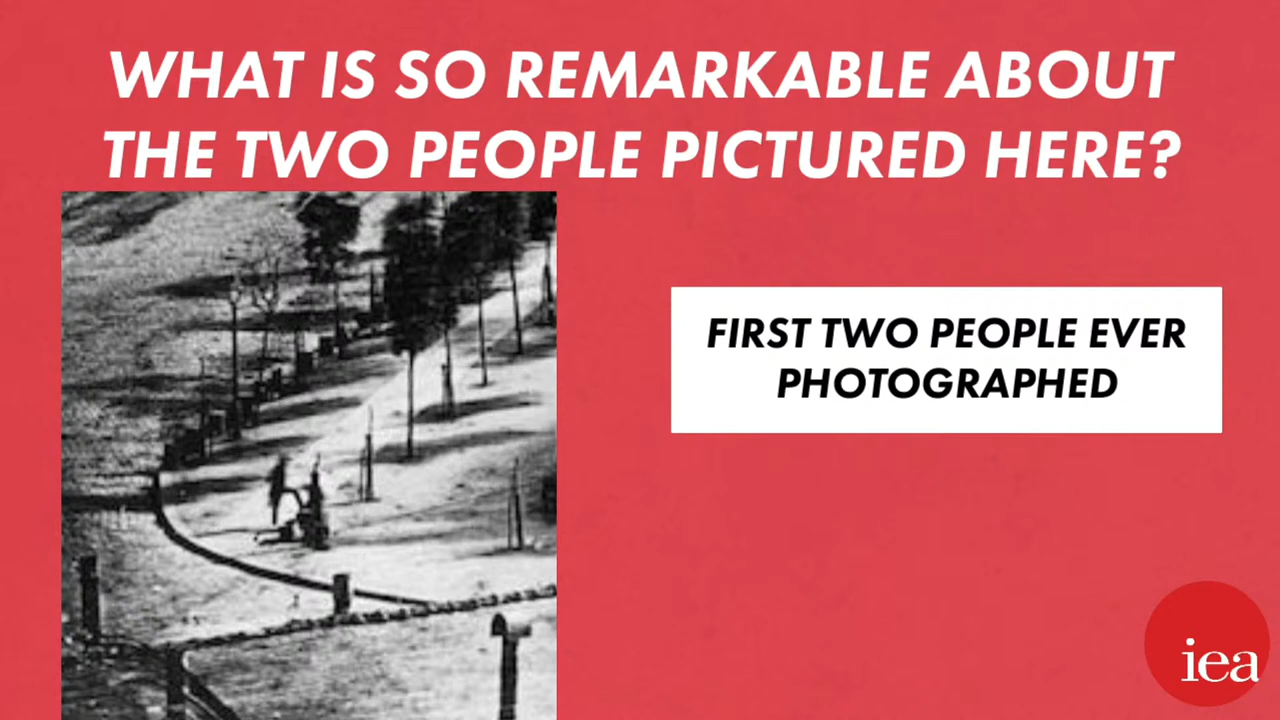 WHAT IS SO REMARKABLE ABOUT
THE TWO PEOPLE PICTURED HERE?
FIRST TWO PEOPLE EVER
PHOTOGRAPHED
iea